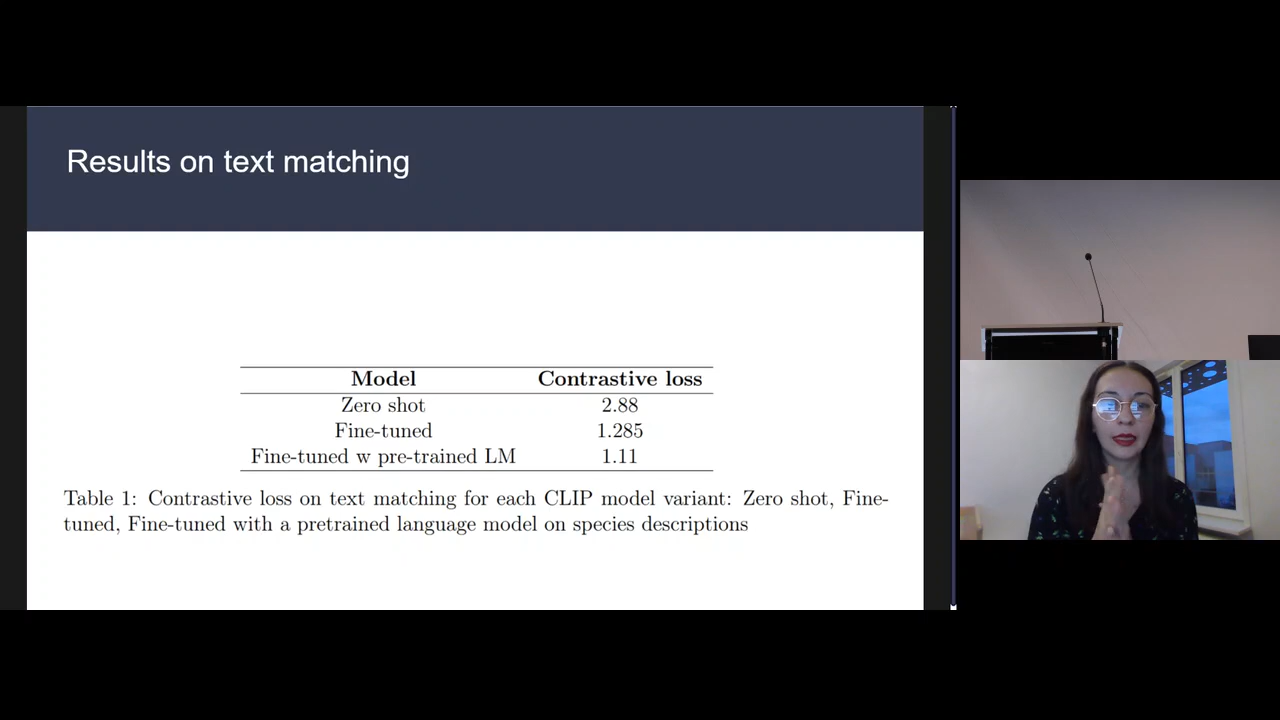 Results on text matching
Model Contrastive loss
Zero shot 2.88
Fine-tuned 1.285
Fine-tuned w pre-trained LM 1.11
Table 1: Contrastive loss on text matching for each CLIP model variant: Zero shot, Fine-
tuned, Fine-tuned with a pretrained language model on species descriptions